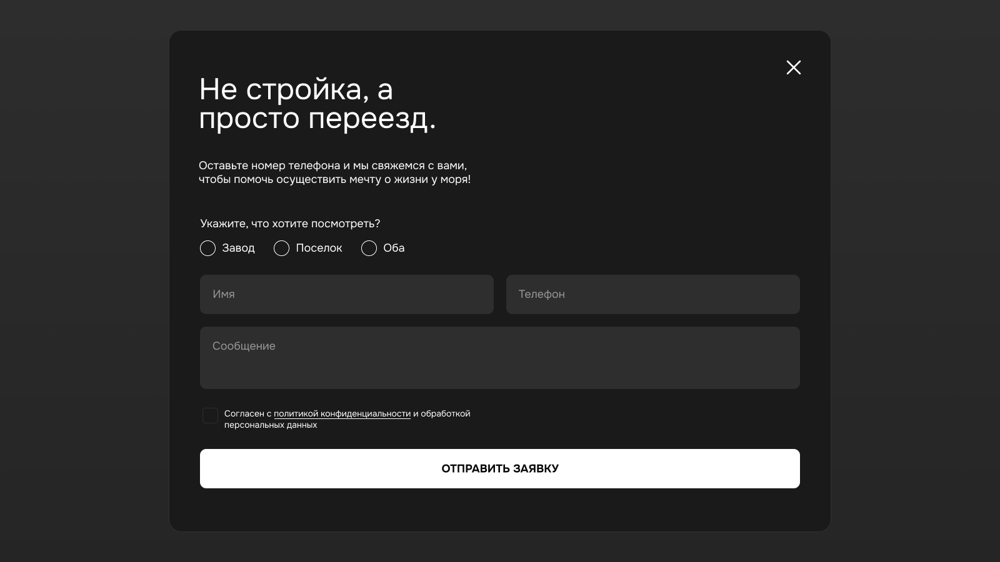 Не стройка, а
просто переезд.
Оставьте номер телефона и мы свяжемся с вами,
чтобы помочь осуществить мечту о жизни у моря!
Укажите, что хотите посмотреть?
Завод Поселок Оба
Имя Телефон
Сообщение
Согласен с политикой конфиденциальности и обработкой
персональных данных
ОТПРАВИТЬ ЗАЯВКУ